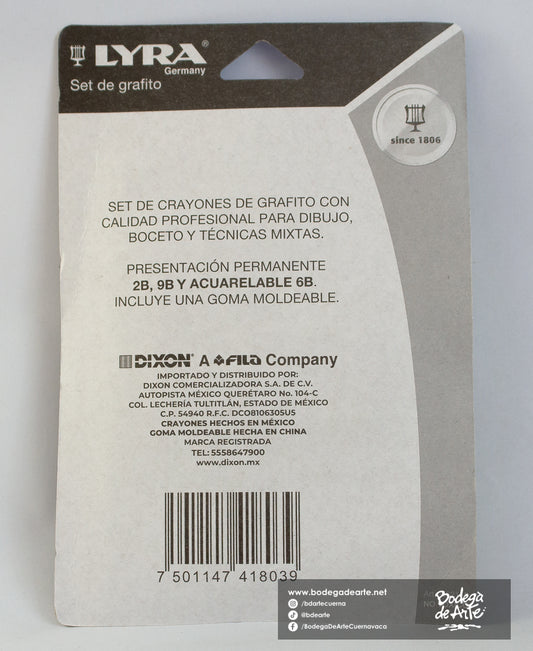 LYRA®
Germany
Set de grafito
since 1806
SET DE CRAYONES DE GRAFITO CON
CALIDAD PROFESIONAL PARA DIBUJO,
BOCETO Y TÉCNICAS MIXTAS.
PRESENTACIÓN PERMANENTE
2B, 9B Y ACUARELABLE 6B.
INCLUYE UNA GOMA MOLDEABLE.
DIXON® A FILA Company
IMPORTADO Y DISTRIBUIDO POR:
DIXON COMERCIALIZADORA S.A. DE C.V.
AUTOPISTA MÉXICO QUERÉTARO No. 104-C
COL. LECHERÍA TULTITLÁN, ESTADO DE MÉXICO
C.P. 54940 R.F.C. DCO8106305U5
CRAYONES HECHOS EN MÉXICO
GOMA MOLDEABLE HECHA EN CHINA
MARCA REGISTRADA
TEL: 5558647900
www.dixon.mx
7 501147 418039
www.bodegadearte.net
/bdartecuerna
@bdearte
/BodegaDeArteCuernavaca
Bodega
de Arte